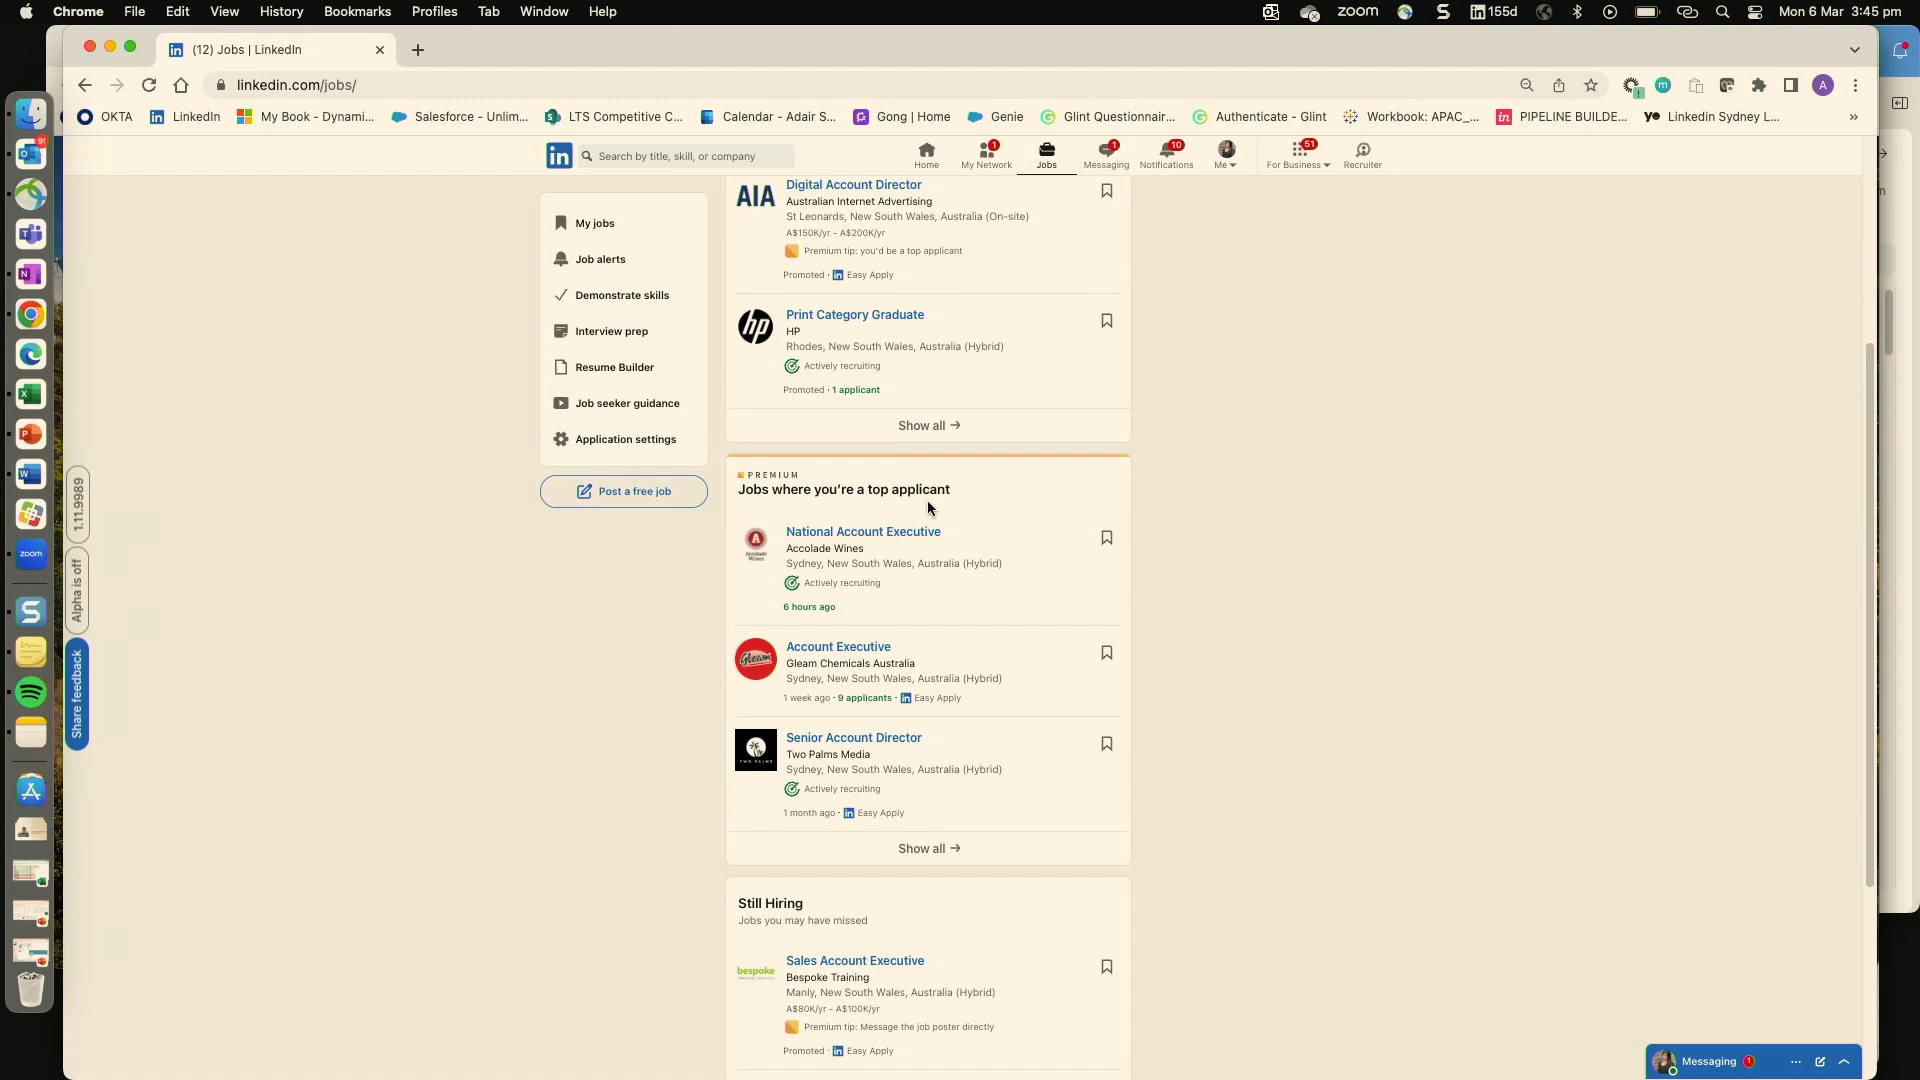 Chrome File Edit View History Bookmarks Profiles Tab Window Help
zoom 155d Mon 6 Mar 3:45 pm
(12) Jobs | LinkedIn
linkedin.com/jobs/
OKTA LinkedIn My Book - Dynami... Salesforce - Unlim... LTS Competitive C... Calendar - Adair S... Gong | Home Genie Glint Questionnair... Authenticate - Glint Workbook: APAC_... PIPELINE BUILDE... Linkedin Sydney L...
Search by title, skill, or company
Home
1 My Network
Jobs
1 Messaging
10 Notifications
Me
51 For Business
Recruiter
My jobs
Job alerts
Demonstrate skills
Interview prep
Resume Builder
Job seeker guidance
Application settings
Post a free job
1.11.9989
Alpha is off
Share feedback
AIA
Digital Account Director
Australian Internet Advertising
St Leonards, New South Wales, Australia (On-site)
A$150K/yr - A$200K/yr
Premium tip: you'd be a top applicant
Promoted · Easy Apply
hp
Print Category Graduate
HP
Rhodes, New South Wales, Australia (Hybrid)
Actively recruiting
Promoted · 1 applicant
Show all →
PREMIUM
Jobs where you're a top applicant
National Account Executive
Accolade Wines
Sydney, New South Wales, Australia (Hybrid)
Actively recruiting
6 hours ago
Gleam
Account Executive
Gleam Chemicals Australia
Sydney, New South Wales, Australia (Hybrid)
1 week ago · 9 applicants · Easy Apply
TWO PALMS
Senior Account Director
Two Palms Media
Sydney, New South Wales, Australia (Hybrid)
Actively recruiting
1 month ago · Easy Apply
Show all →
Still Hiring
Jobs you may have missed
bespoke
Sales Account Executive
Bespoke Training
Manly, New South Wales, Australia (Hybrid)
A$80K/yr - A$100K/yr
Premium tip: Message the job poster directly
Promoted · Easy Apply
Messaging 1